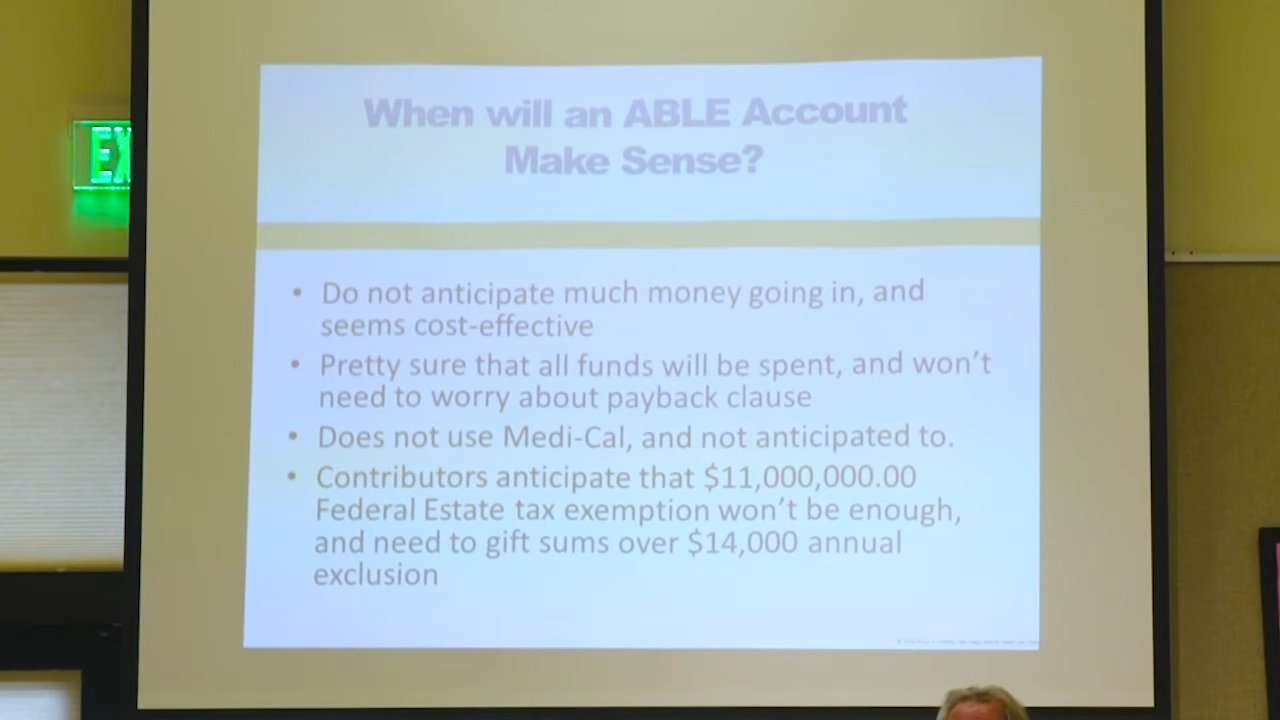 When will an ABLE Account
Make Sense?
EX
• Do not anticipate much money going in, and
seems cost-effective
• Pretty sure that all funds will be spent, and won't
need to worry about payback clause
• Does not use Medi-Cal, and not anticipated to.
• Contributors anticipate that $11,000,000.00
Federal Estate tax exemption won't be enough,
and need to gift sums over $14,000 annual
exclusion